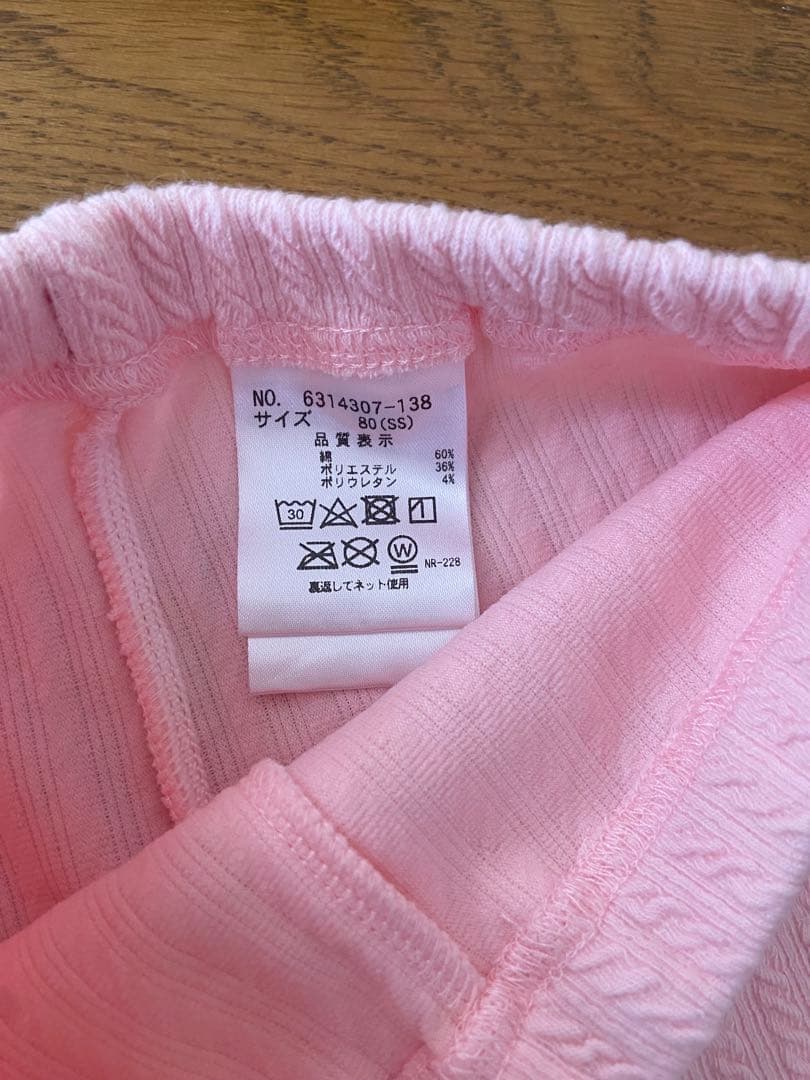 NO. 6314307-138
サイズ 80(SS)
品質表示
綿 60%
ポリエステル 36%
ポリウレタン 4%
30
W NR-228
裏返してネット使用